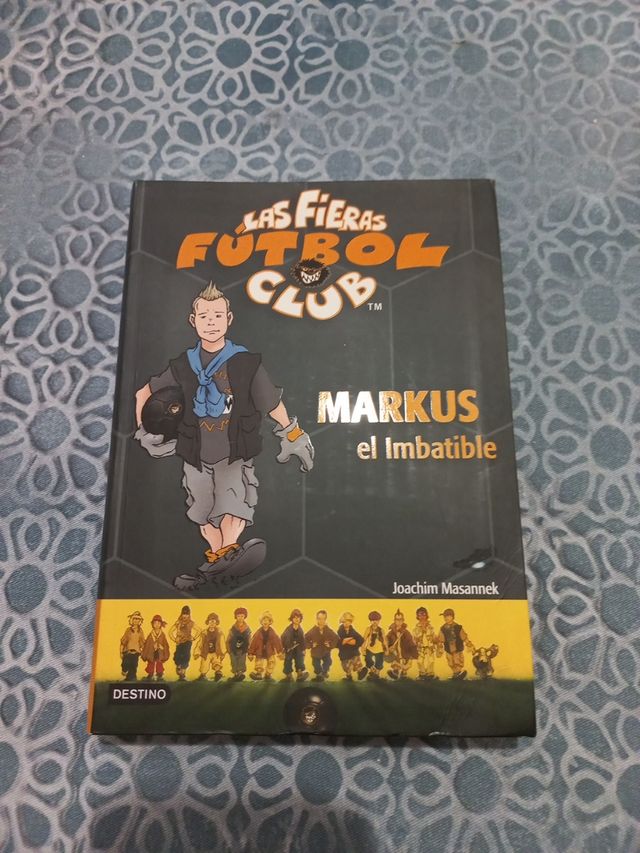 LAS FiERAS
FÚTBOL
CLUB TM
MARKUS
el Imbatible
Joachim Masannek
DESTINO